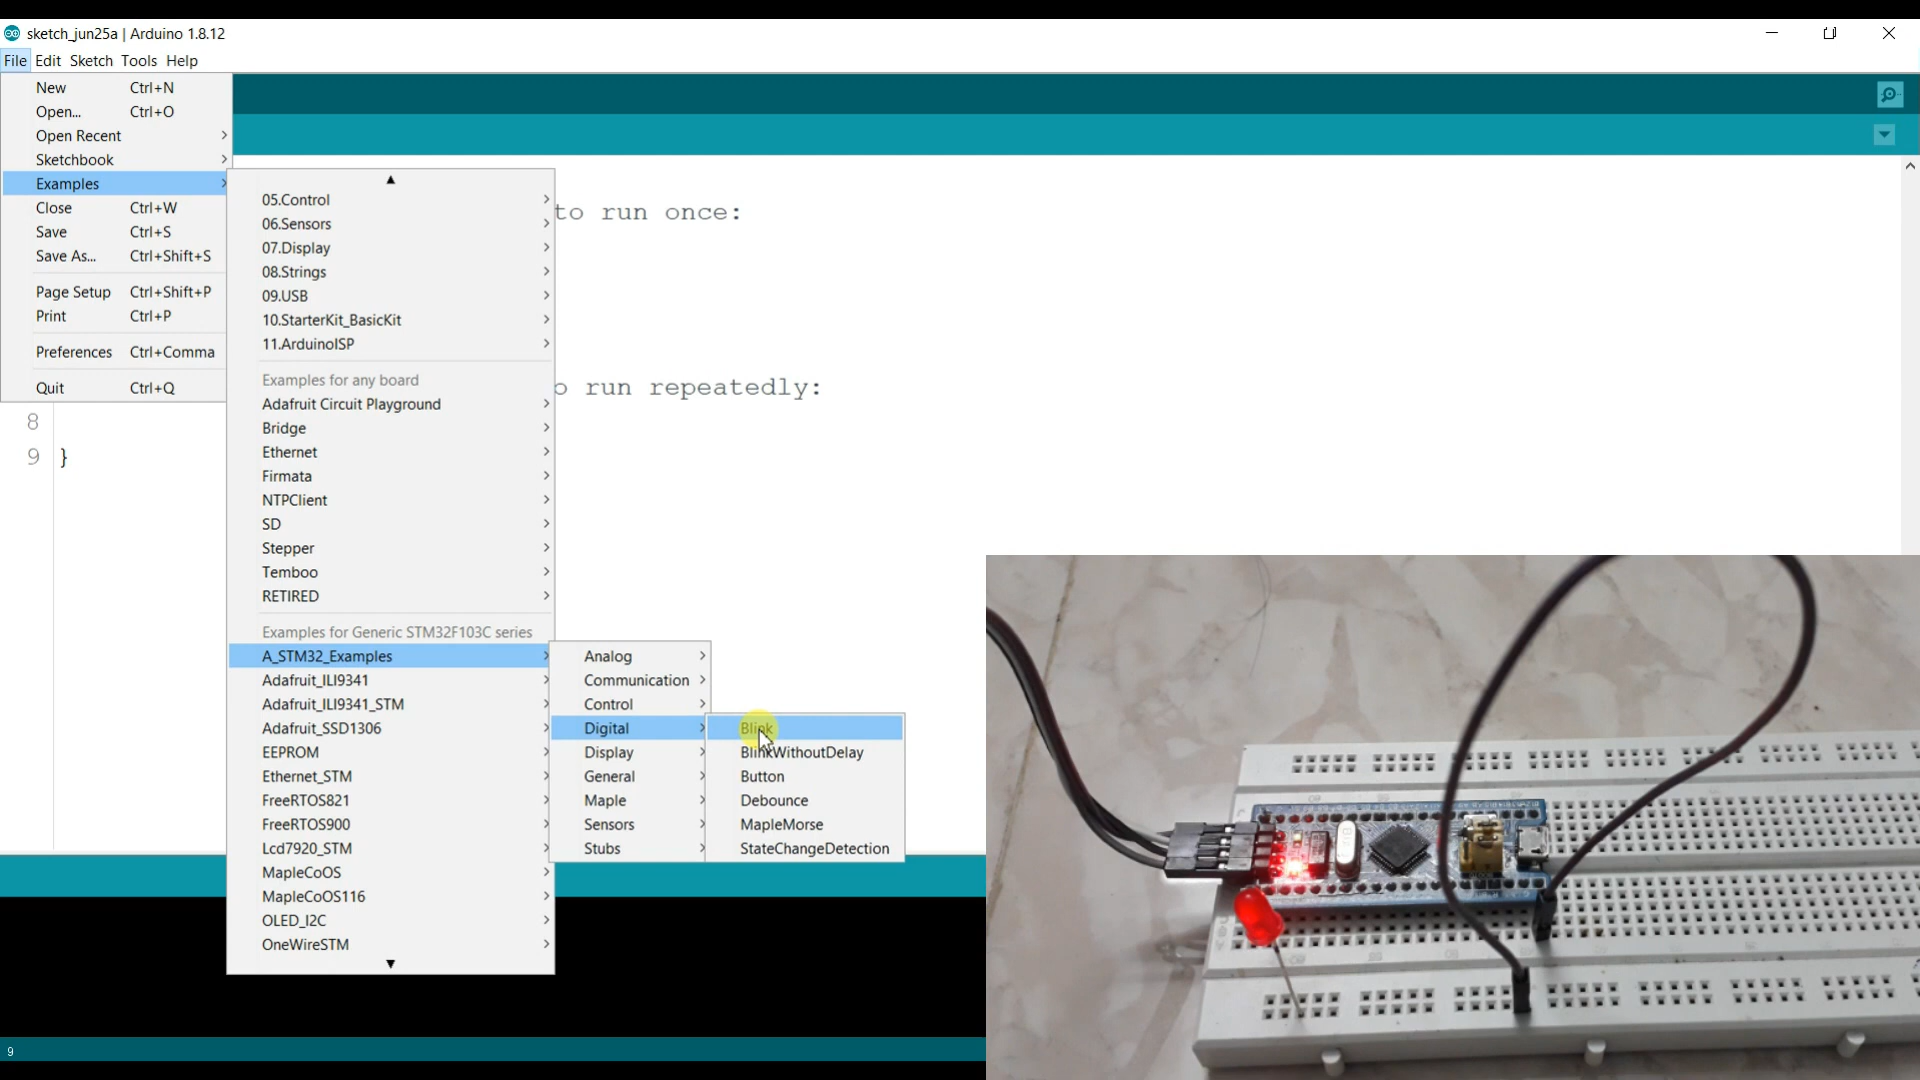 sketch_jun25a | Arduino 1.8.12
File Edit Sketch Tools Help
New Ctrl+N
Open... Ctrl+O
Open Recent
Sketchbook
Examples
Close Ctrl+W
Save Ctrl+S
Save As... Ctrl+Shift+S
Page Setup Ctrl+Shift+P
Print Ctrl+P
Preferences Ctrl+Comma
Quit Ctrl+Q
05.Control
06.Sensors
07.Display
08.Strings
09.USB
10.StarterKit_BasicKit
11.ArduinoISP
Examples for any board
Adafruit Circuit Playground
Bridge
Ethernet
Firmata
NTPClient
SD
Stepper
Temboo
RETIRED
Examples for Generic STM32F103C series
A_STM32_Examples
Adafruit_ILI9341
Adafruit_ILI9341_STM
Adafruit_SSD1306
EEPROM
Ethernet_STM
FreeRTOS821
FreeRTOS900
Lcd7920_STM
MapleCoOS
MapleCoOS116
OLED_I2C
OneWireSTM
Analog
Communication
Control
Digital
Display
General
Maple
Sensors
Stubs
Blink
BlinkWithoutDelay
Button
Debounce
MapleMorse
StateChangeDetection
to run once:
run repeatedly:
8
9 }
9